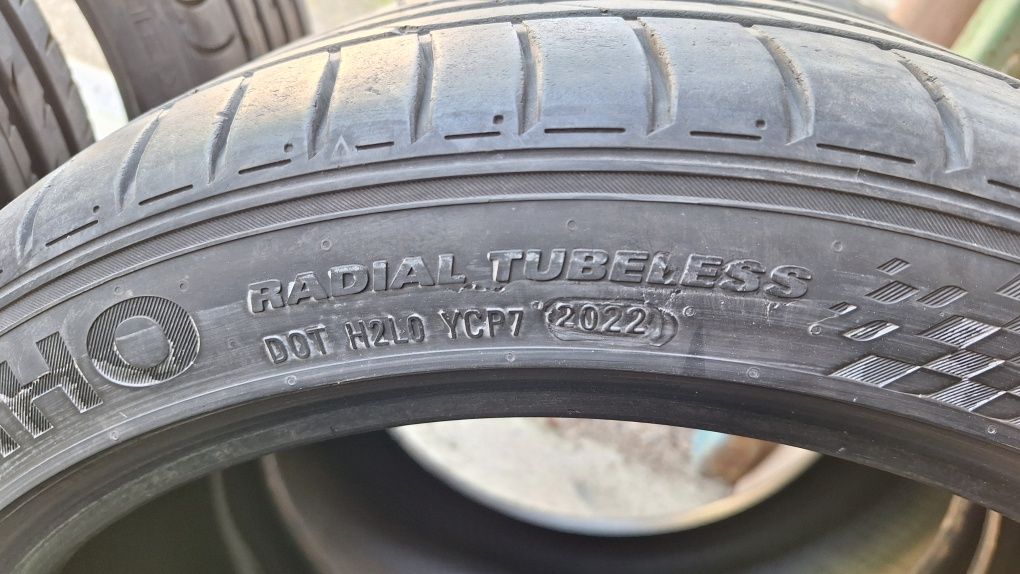 RADIAL TUBELESS
DOT H2L0 YCP7 2022
HO